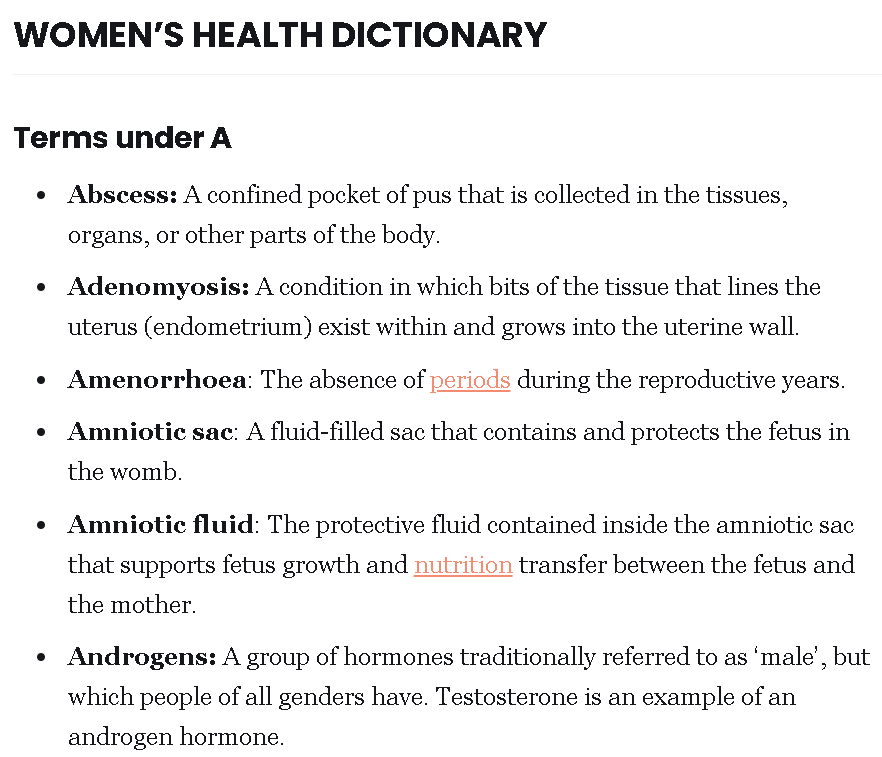 WOMEN’S HEALTH DICTIONARY
Terms under A
• Abscess: A confined pocket of pus that is collected in the tissues,
organs, or other parts of the body.
• Adenomyosis: A condition in which bits of the tissue that lines the
uterus (endometrium) exist within and grows into the uterine wall.
• Amenorrhoea: The absence of periods during the reproductive years.
• Amniotic sac: A fluid-filled sac that contains and protects the fetus in
the womb.
• Amniotic fluid: The protective fluid contained inside the amniotic sac
that supports fetus growth and nutrition transfer between the fetus and
the mother.
• Androgens: A group of hormones traditionally referred to as ‘male’, but
which people of all genders have. Testosterone is an example of an
androgen hormone.